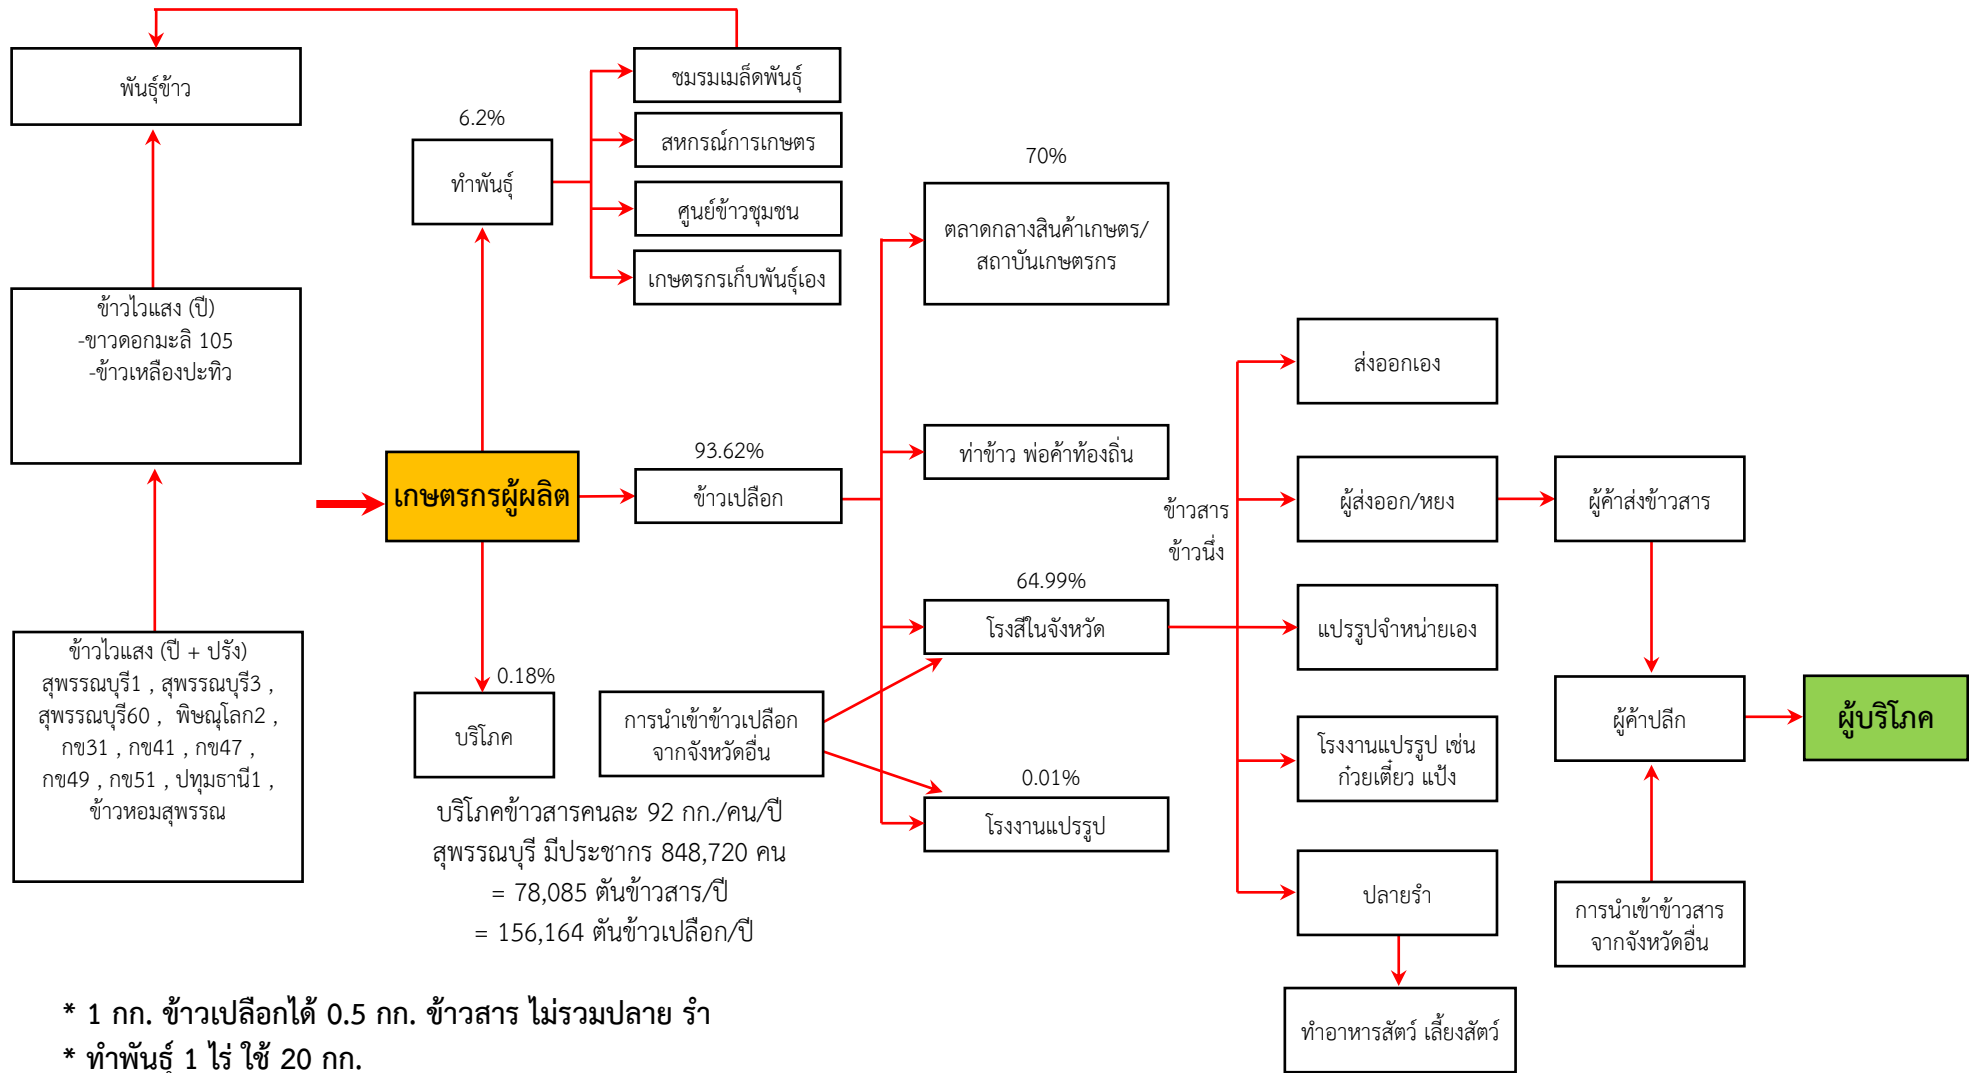 พันธุ์ข้าว
ข้าวไวแสง (ปี)
-ขาวดอกมะลิ 105
-ข้าวเหลืองปะทิว
ข้าวไวแสง (ปี + ปรัง)
สุพรรณบุรี1 , สุพรรณบุรี3 ,
สุพรรณบุรี60 , พิษณุโลก2 ,
กข31 , กข41 , กข47 ,
กข49 , กข51 , ปทุมธานี1 ,
ข้าวหอมสุพรรณ
6.2%
ทำพันธุ์
ชมรมเมล็ดพันธุ์
สหกรณ์การเกษตร
ศูนย์ข้าวชุมชน
เกษตรกรเก็บพันธุ์เอง
เกษตรกรผู้ผลิต
93.62%
ข้าวเปลือก
0.18%
บริโภค
บริโภคข้าวสารคนละ 92 กก./คน/ปี
สุพรรณบุรี มีประชากร 848,720 คน
= 78,085 ตันข้าวสาร/ปี
= 156,164 ตันข้าวเปลือก/ปี
การนำเข้าข้าวเปลือก
จากจังหวัดอื่น
70%
ตลาดกลางสินค้าเกษตร/
สถาบันเกษตรกร
ท่าข้าว พ่อค้าท้องถิ่น
64.99%
โรงสีในจังหวัด
0.01%
โรงงานแปรรูป
ข้าวสาร
ข้าวนึ่ง
ส่งออกเอง
ผู้ส่งออก/หยง
แปรรูปจำหน่ายเอง
โรงงานแปรรูป เช่น
ก๋วยเตี๋ยว แป้ง
ปลายรำ
ทำอาหารสัตว์ เลี้ยงสัตว์
ผู้ค้าส่งข้าวสาร
ผู้ค้าปลีก
การนำเข้าข้าวสาร
จากจังหวัดอื่น
ผู้บริโภค
* 1 กก. ข้าวเปลือกได้ 0.5 กก. ข้าวสาร ไม่รวมปลาย รำ
* ทำพันธุ์ 1 ไร่ ใช้ 20 กก.